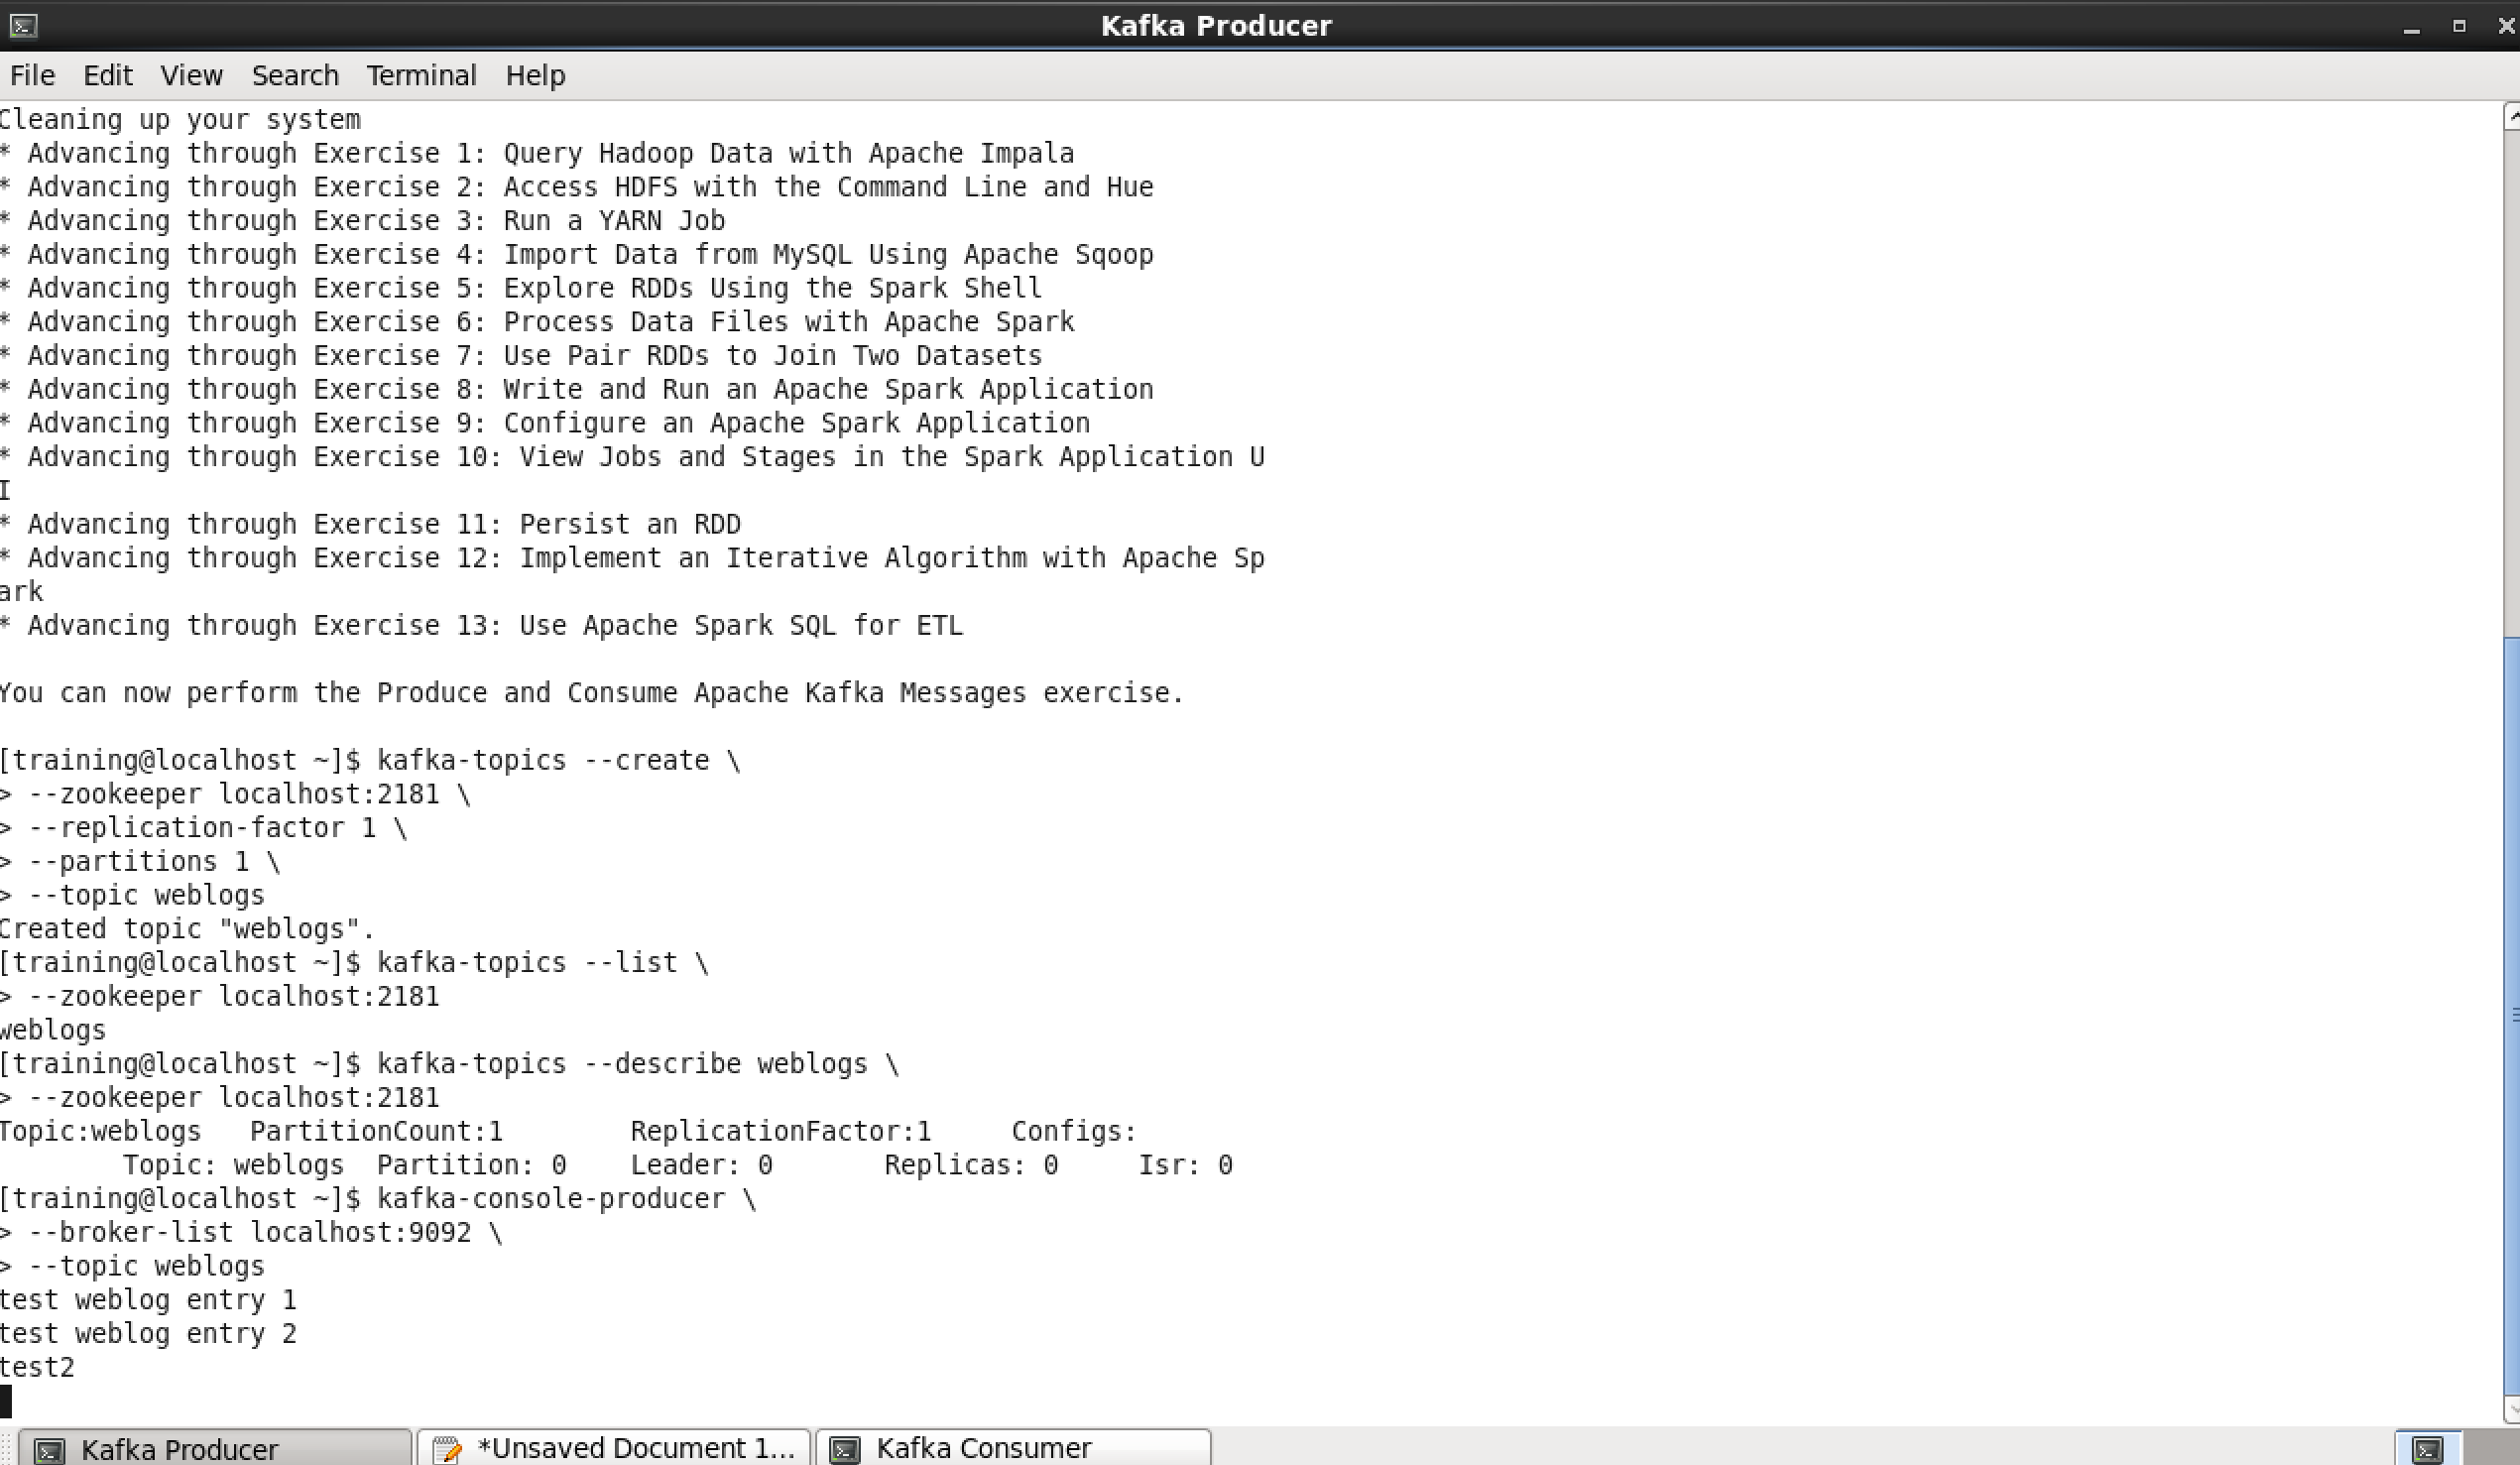 Kafka Producer
File Edit View Search Terminal Help
Cleaning up your system
* Advancing through Exercise 1: Query Hadoop Data with Apache Impala
* Advancing through Exercise 2: Access HDFS with the Command Line and Hue
* Advancing through Exercise 3: Run a YARN Job
* Advancing through Exercise 4: Import Data from MySQL Using Apache Sqoop
* Advancing through Exercise 5: Explore RDDs Using the Spark Shell
* Advancing through Exercise 6: Process Data Files with Apache Spark
* Advancing through Exercise 7: Use Pair RDDs to Join Two Datasets
* Advancing through Exercise 8: Write and Run an Apache Spark Application
* Advancing through Exercise 9: Configure an Apache Spark Application
* Advancing through Exercise 10: View Jobs and Stages in the Spark Application U
I
* Advancing through Exercise 11: Persist an RDD
* Advancing through Exercise 12: Implement an Iterative Algorithm with Apache Sp
ark
* Advancing through Exercise 13: Use Apache Spark SQL for ETL
You can now perform the Produce and Consume Apache Kafka Messages exercise.
[training@localhost ~]$ kafka-topics --create \
> --zookeeper localhost:2181 \
> --replication-factor 1 \
> --partitions 1 \
> --topic weblogs
Created topic "weblogs".
[training@localhost ~]$ kafka-topics --list \
> --zookeeper localhost:2181
weblogs
[training@localhost ~]$ kafka-topics --describe weblogs \
> --zookeeper localhost:2181
Topic:weblogs PartitionCount:1 ReplicationFactor:1 Configs:
Topic: weblogs Partition: 0 Leader: 0 Replicas: 0 Isr: 0
[training@localhost ~]$ kafka-console-producer \
> --broker-list localhost:9092 \
> --topic weblogs
test weblog entry 1
test weblog entry 2
test2
Kafka Producer *Unsaved Document 1... Kafka Consumer